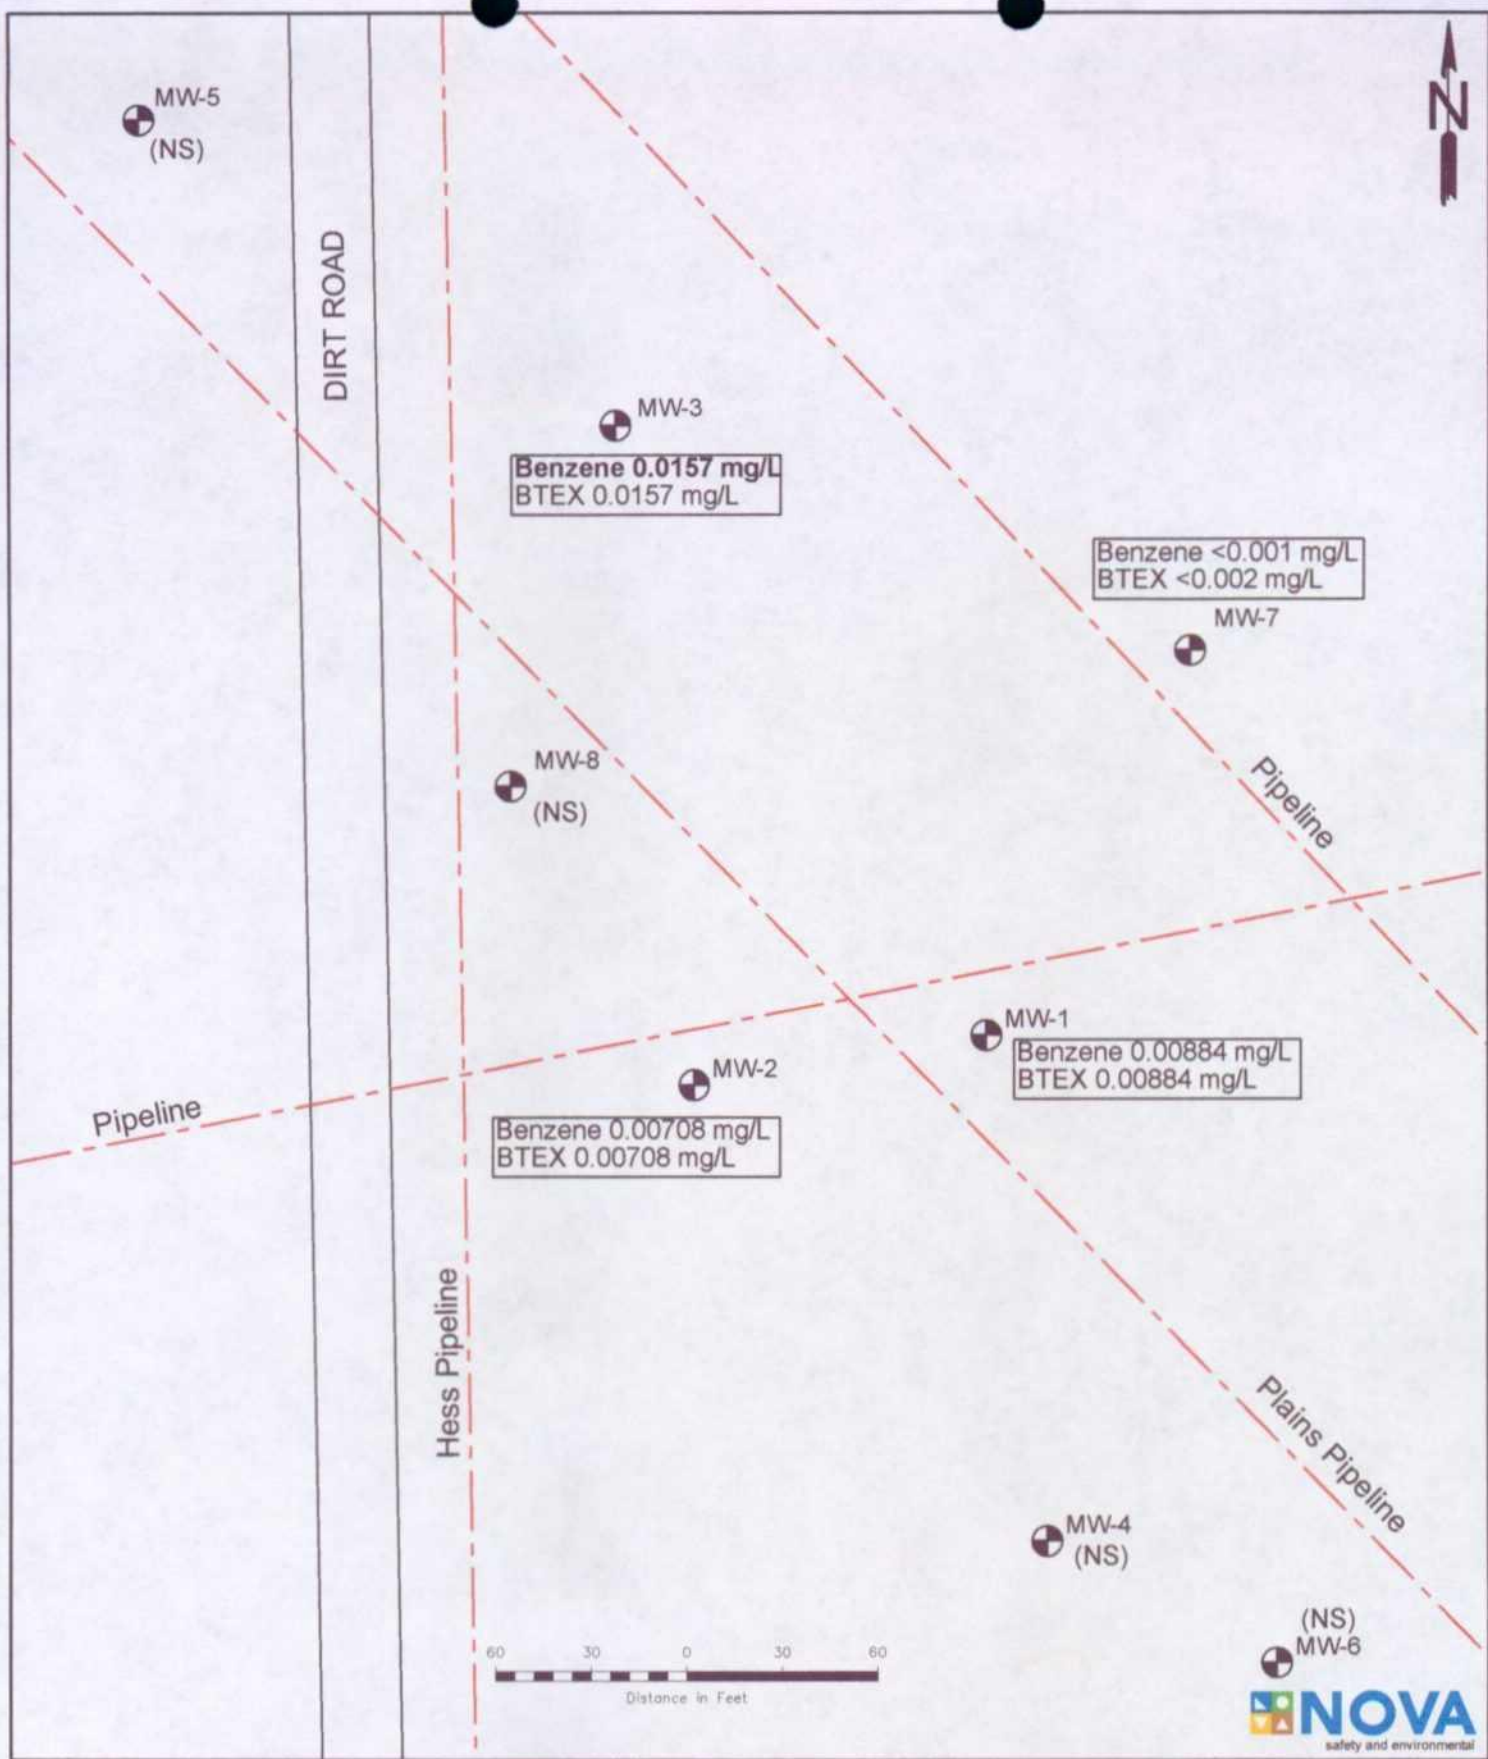 MW-5
(NS)
N
DIRT ROAD
MW-3
Benzene 0.0157 mg/L
BTEX 0.0157 mg/L
Benzene <0.001 mg/L
BTEX <0.002 mg/L
MW-7
MW-8
(NS)
Pipeline
MW-1
Benzene 0.00884 mg/L
BTEX 0.00884 mg/L
MW-2
Pipeline
Benzene 0.00708 mg/L
BTEX 0.00708 mg/L
Hess Pipeline
Plains Pipeline
MW-4
(NS)
(NS)
MW-6
60 30 0 30 60
Distance in Feet
NOVA
safety and environmental